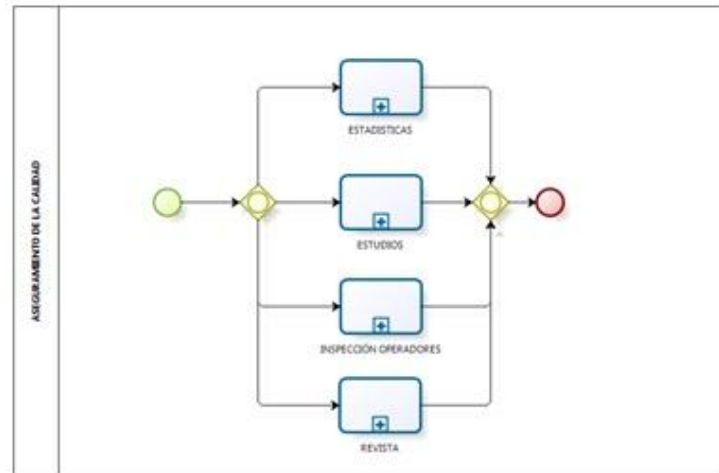 ASEGURAMIENTO DE LA CALIDAD
ESTADISTICAS
ESTUDIOS
INSPECCIÓN OPERADORES
REVISTA